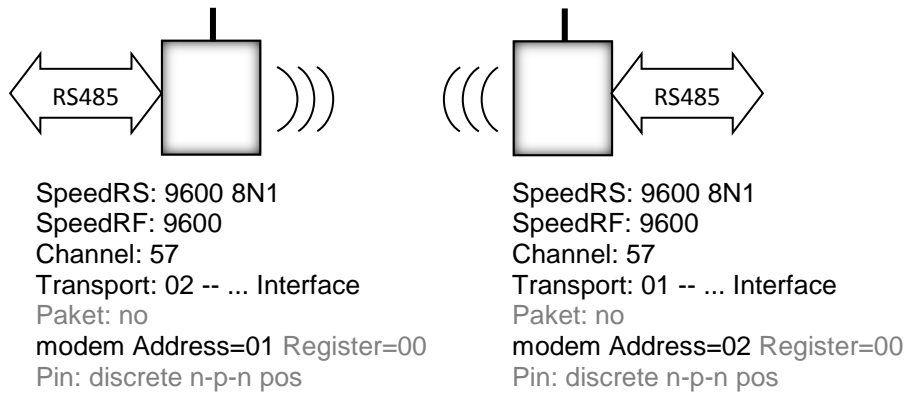 RS485
SpeedRS: 9600 8N1
SpeedRF: 9600
Channel: 57
Transport: 02 -- ... Interface
Paket: no
modem Address=01 Register=00
Pin: discrete n-p-n pos
RS485
SpeedRS: 9600 8N1
SpeedRF: 9600
Channel: 57
Transport: 01 -- ... Interface
Paket: no
modem Address=02 Register=00
Pin: discrete n-p-n pos